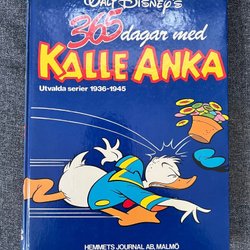 WALT DISNEY'S
365 dagar med
KALLE ANKA
Utvalda serier 1936-1945
HEMMETS JOURNAL AB, MALMÖ